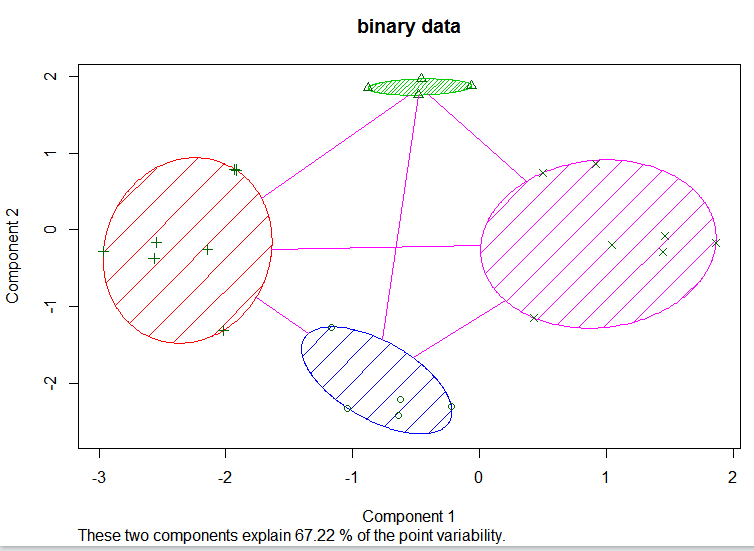 binary data
2
1
0
-1
-2
Component 2
-3 -2 -1 0 1 2
Component 1
These two components explain 67.22 % of the point variability.